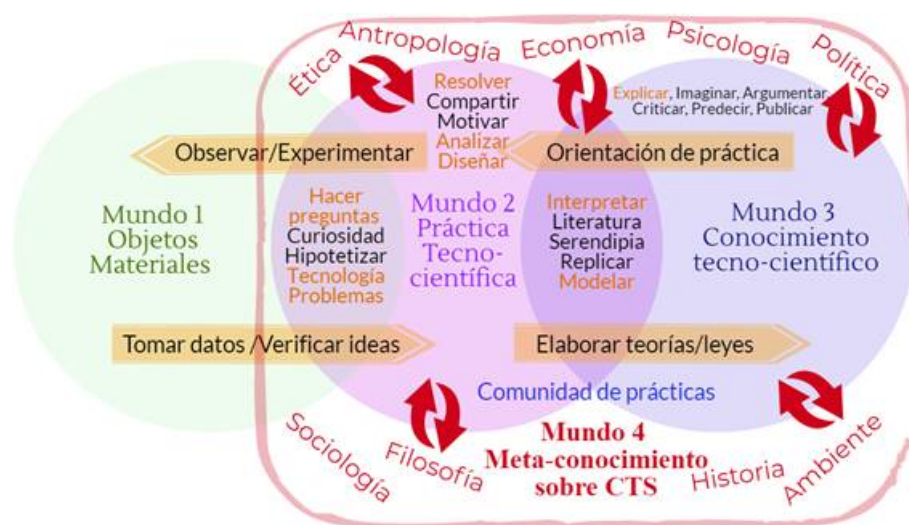 Ética
Antropología
Economía
Psicología
Política
Resolver
Compartir
Motivar
Analizar
Diseñar
Explicar, Imaginar, Argumentar,
Criticar, Predecir, Publicar
Observar/Experimentar
Orientación de práctica
Mundo 1
Objetos
Materiales
Hacer
preguntas
Curiosidad
Hipotetizar
Tecnología
Problemas
Mundo 2
Práctica
Tecno-
científica
Interpretar
Literatura
Serendipia
Replicar
Modelar
Mundo 3
Conocimiento
tecno-científico
Tomar datos /Verificar ideas
Elaborar teorías/leyes
Comunidad de prácticas
Mundo 4
Meta-conocimiento
sobre CTS
Sociología
Filosofía
Historia
Ambiente